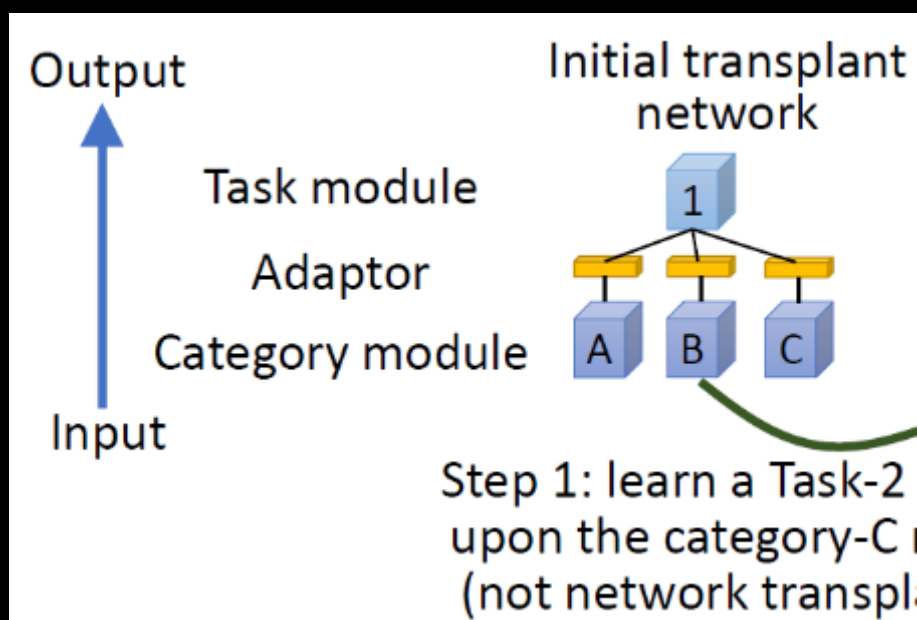 Output
Initial transplant
network
Task module
1
Adaptor
Category module
A
B
C
Input
Step 1: learn a Task-2
upon the category-C
(not network